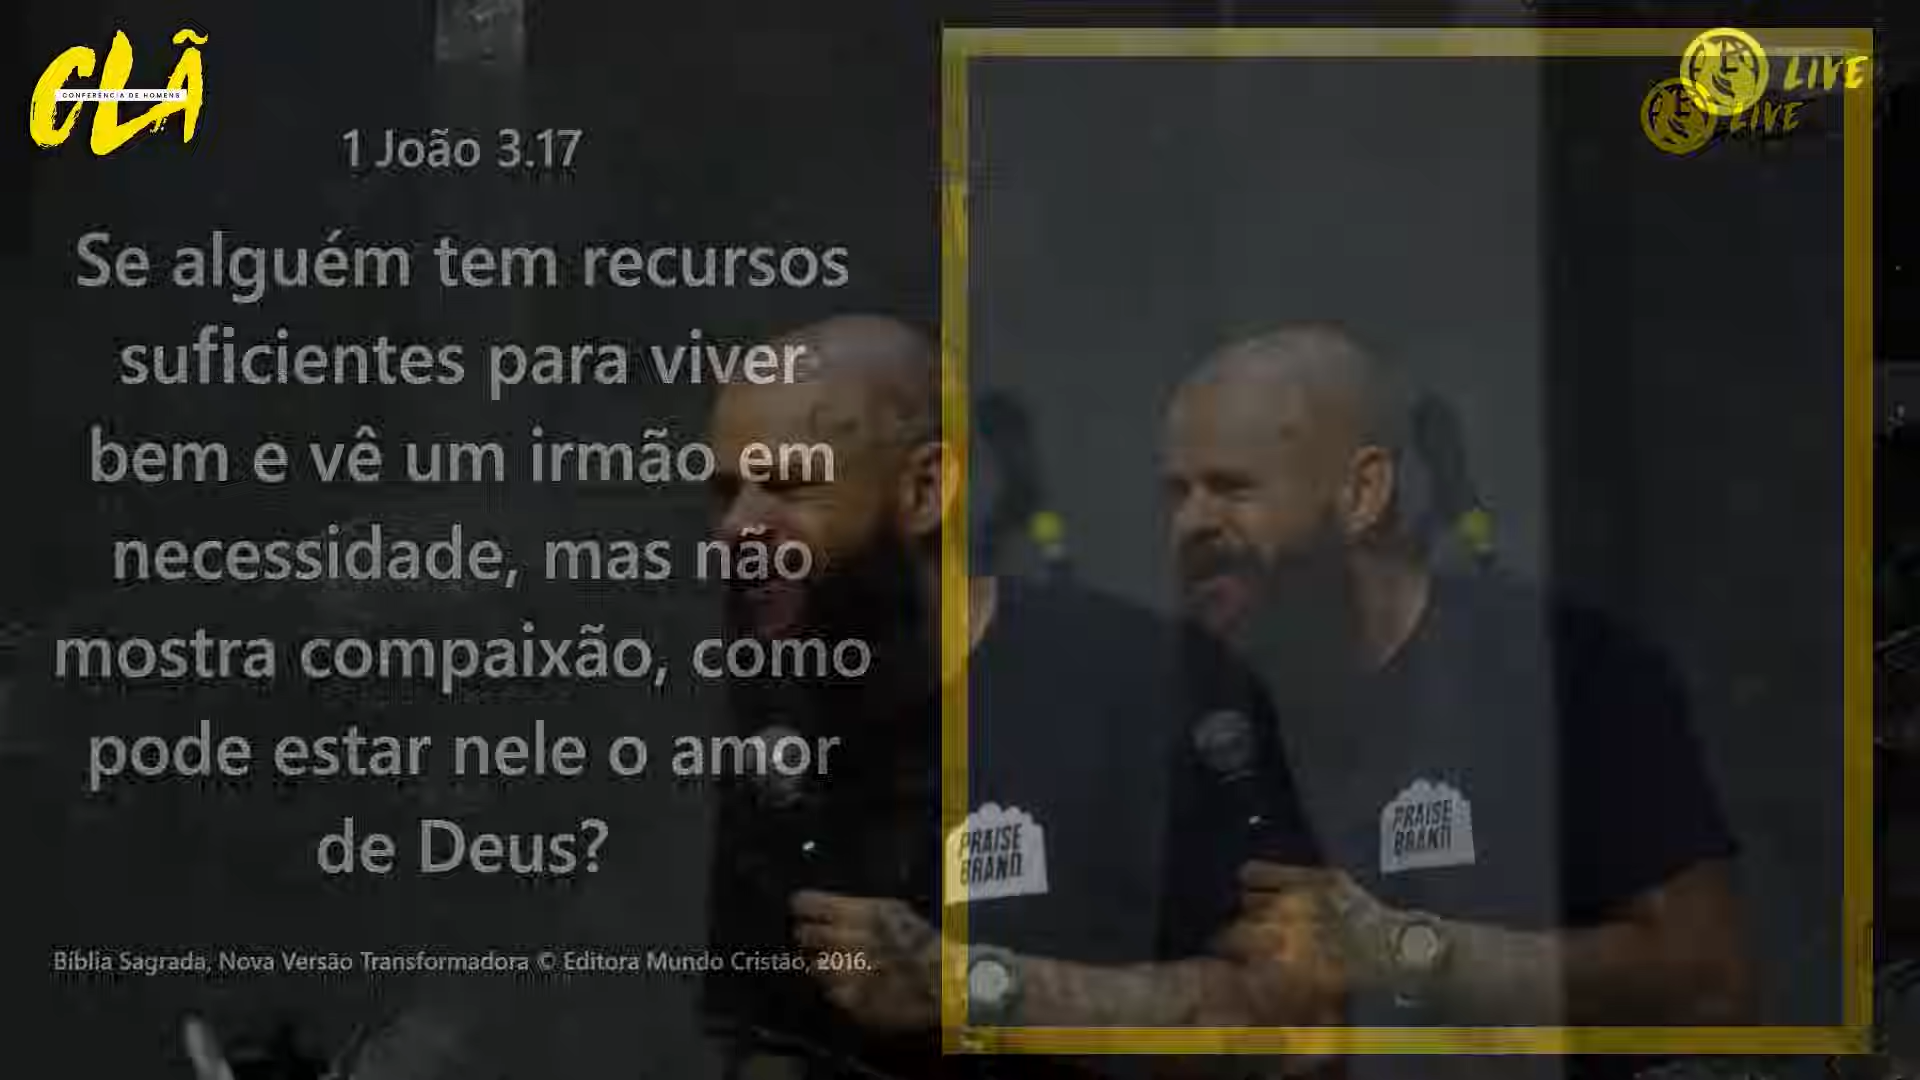 CLÃ
CONFERÊNCIA DE HOMENS
LIVE
LIVE
1 João 3.17
Se alguém tem recursos
suficientes para viver
bem e vê um irmão em
necessidade, mas não
mostra compaixão, como
pode estar nele o amor
de Deus?
Bíblia Sagrada, Nova Versão Transformadora © Editora Mundo Cristão, 2016.
PRAISE
BRAND
PRAISE
BRAND